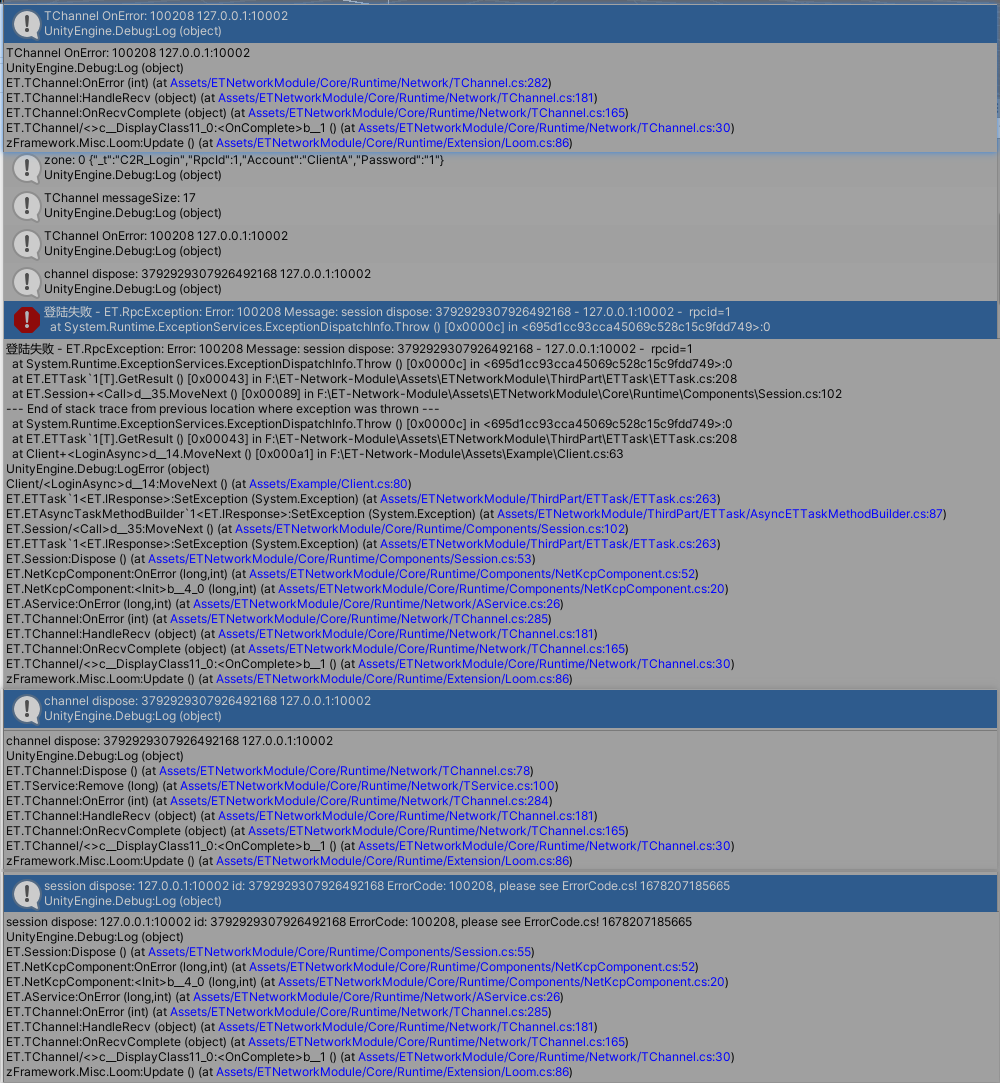 TChannel OnError: 100208 127.0.0.1:10002
UnityEngine.Debug:Log (object)
TChannel OnError: 100208 127.0.0.1:10002
UnityEngine.Debug:Log (object)
ET.TChannel:OnError (int) (at Assets/ETNetworkModule/Core/Runtime/Network/TChannel.cs:282)
ET.TChannel:HandleRecv (object) (at Assets/ETNetworkModule/Core/Runtime/Network/TChannel.cs:181)
ET.TChannel:OnRecvComplete (object) (at Assets/ETNetworkModule/Core/Runtime/Network/TChannel.cs:165)
ET.TChannel/<>c__DisplayClass11_0:<OnComplete>b__1 () (at Assets/ETNetworkModule/Core/Runtime/Network/TChannel.cs:30)
zFramework.Misc.Loom:Update () (at Assets/ETNetworkModule/Core/Runtime/Extension/Loom.cs:86)
zone: 0 {"_t":"C2R_Login","RpcId":1,"Account":"ClientA","Password":"1"}
UnityEngine.Debug:Log (object)
TChannel messageSize: 17
UnityEngine.Debug:Log (object)
TChannel OnError: 100208 127.0.0.1:10002
UnityEngine.Debug:Log (object)
channel dispose: 3792929307926492168 127.0.0.1:10002
UnityEngine.Debug:Log (object)
登陆失败 - ET.RpcException: Error: 100208 Message: session dispose: 3792929307926492168 - 127.0.0.1:10002 -  rpcid=1
at System.Runtime.ExceptionServices.ExceptionDispatchInfo.Throw () [0x0000c] in <695d1cc93cca45069c528c15c9fdd749>:0
登陆失败 - ET.RpcException: Error: 100208 Message: session dispose: 3792929307926492168 - 127.0.0.1:10002 -  rpcid=1
at System.Runtime.ExceptionServices.ExceptionDispatchInfo.Throw () [0x0000c] in <695d1cc93cca45069c528c15c9fdd749>:0
at ET.ETTask`1[T].GetResult () [0x00043] in F:\ET-Network-Module\Assets\ETNetworkModule\ThirdPart\ETTask\ETTask.cs:208
at ET.Session+<Call>d__35.MoveNext () [0x00089] in F:\ET-Network-Module\Assets\ETNetworkModule\Core\Runtime\Components\Session.cs:102
--- End of stack trace from previous location where exception was thrown ---
at System.Runtime.ExceptionServices.ExceptionDispatchInfo.Throw () [0x0000c] in <695d1cc93cca45069c528c15c9fdd749>:0
at ET.ETTask`1[T].GetResult () [0x00043] in F:\ET-Network-Module\Assets\ETNetworkModule\ThirdPart\ETTask\ETTask.cs:208
at Client+<LoginAsync>d__14.MoveNext () [0x000a1] in F:\ET-Network-Module\Assets\Example\Client.cs:63
UnityEngine.Debug:LogError (object)
Client/<LoginAsync>d__14:MoveNext () (at Assets/Example/Client.cs:80)
ET.ETTask`1<ET.IResponse>:SetException (System.Exception) (at Assets/ETNetworkModule/ThirdPart/ETTask/ETTask.cs:263)
ET.ETAsyncTaskMethodBuilder`1<ET.IResponse>:SetException (System.Exception) (at Assets/ETNetworkModule/ThirdPart/ETTask/AsyncETTaskMethodBuilder.cs:87)
ET.Session/<Call>d__35:MoveNext () (at Assets/ETNetworkModule/Core/Runtime/Components/Session.cs:102)
ET.ETTask`1<ET.IResponse>:SetException (System.Exception) (at Assets/ETNetworkModule/ThirdPart/ETTask/ETTask.cs:263)
ET.Session:Dispose () (at Assets/ETNetworkModule/Core/Runtime/Components/Session.cs:53)
ET.NetKcpComponent:OnError (long,int) (at Assets/ETNetworkModule/Core/Runtime/Components/NetKcpComponent.cs:52)
ET.NetKcpComponent:<Init>b__4_0 (long,int) (at Assets/ETNetworkModule/Core/Runtime/Components/NetKcpComponent.cs:20)
ET.AService:OnError (long,int) (at Assets/ETNetworkModule/Core/Runtime/Network/AService.cs:26)
ET.TChannel:OnError (int) (at Assets/ETNetworkModule/Core/Runtime/Network/TChannel.cs:285)
ET.TChannel:HandleRecv (object) (at Assets/ETNetworkModule/Core/Runtime/Network/TChannel.cs:181)
ET.TChannel:OnRecvComplete (object) (at Assets/ETNetworkModule/Core/Runtime/Network/TChannel.cs:165)
ET.TChannel/<>c__DisplayClass11_0:<OnComplete>b__1 () (at Assets/ETNetworkModule/Core/Runtime/Network/TChannel.cs:30)
zFramework.Misc.Loom:Update () (at Assets/ETNetworkModule/Core/Runtime/Extension/Loom.cs:86)
channel dispose: 3792929307926492168 127.0.0.1:10002
UnityEngine.Debug:Log (object)
channel dispose: 3792929307926492168 127.0.0.1:10002
UnityEngine.Debug:Log (object)
ET.TChannel:Dispose () (at Assets/ETNetworkModule/Core/Runtime/Network/TChannel.cs:78)
ET.TService:Remove (long) (at Assets/ETNetworkModule/Core/Runtime/Network/TService.cs:100)
ET.TChannel:OnError (int) (at Assets/ETNetworkModule/Core/Runtime/Network/TChannel.cs:284)
ET.TChannel:HandleRecv (object) (at Assets/ETNetworkModule/Core/Runtime/Network/TChannel.cs:181)
ET.TChannel:OnRecvComplete (object) (at Assets/ETNetworkModule/Core/Runtime/Network/TChannel.cs:165)
ET.TChannel/<>c__DisplayClass11_0:<OnComplete>b__1 () (at Assets/ETNetworkModule/Core/Runtime/Network/TChannel.cs:30)
zFramework.Misc.Loom:Update () (at Assets/ETNetworkModule/Core/Runtime/Extension/Loom.cs:86)
session dispose: 127.0.0.1:10002 id: 3792929307926492168 ErrorCode: 100208, please see ErrorCode.cs! 1678207185665
UnityEngine.Debug:Log (object)
session dispose: 127.0.0.1:10002 id: 3792929307926492168 ErrorCode: 100208, please see ErrorCode.cs! 1678207185665
UnityEngine.Debug:Log (object)
ET.Session:Dispose () (at Assets/ETNetworkModule/Core/Runtime/Components/Session.cs:55)
ET.NetKcpComponent:OnError (long,int) (at Assets/ETNetworkModule/Core/Runtime/Components/NetKcpComponent.cs:52)
ET.NetKcpComponent:<Init>b__4_0 (long,int) (at Assets/ETNetworkModule/Core/Runtime/Components/NetKcpComponent.cs:20)
ET.AService:OnError (long,int) (at Assets/ETNetworkModule/Core/Runtime/Network/AService.cs:26)
ET.TChannel:OnError (int) (at Assets/ETNetworkModule/Core/Runtime/Network/TChannel.cs:285)
ET.TChannel:HandleRecv (object) (at Assets/ETNetworkModule/Core/Runtime/Network/TChannel.cs:181)
ET.TChannel:OnRecvComplete (object) (at Assets/ETNetworkModule/Core/Runtime/Network/TChannel.cs:165)
ET.TChannel/<>c__DisplayClass11_0:<OnComplete>b__1 () (at Assets/ETNetworkModule/Core/Runtime/Network/TChannel.cs:30)
zFramework.Misc.Loom:Update () (at Assets/ETNetworkModule/Core/Runtime/Extension/Loom.cs:86)